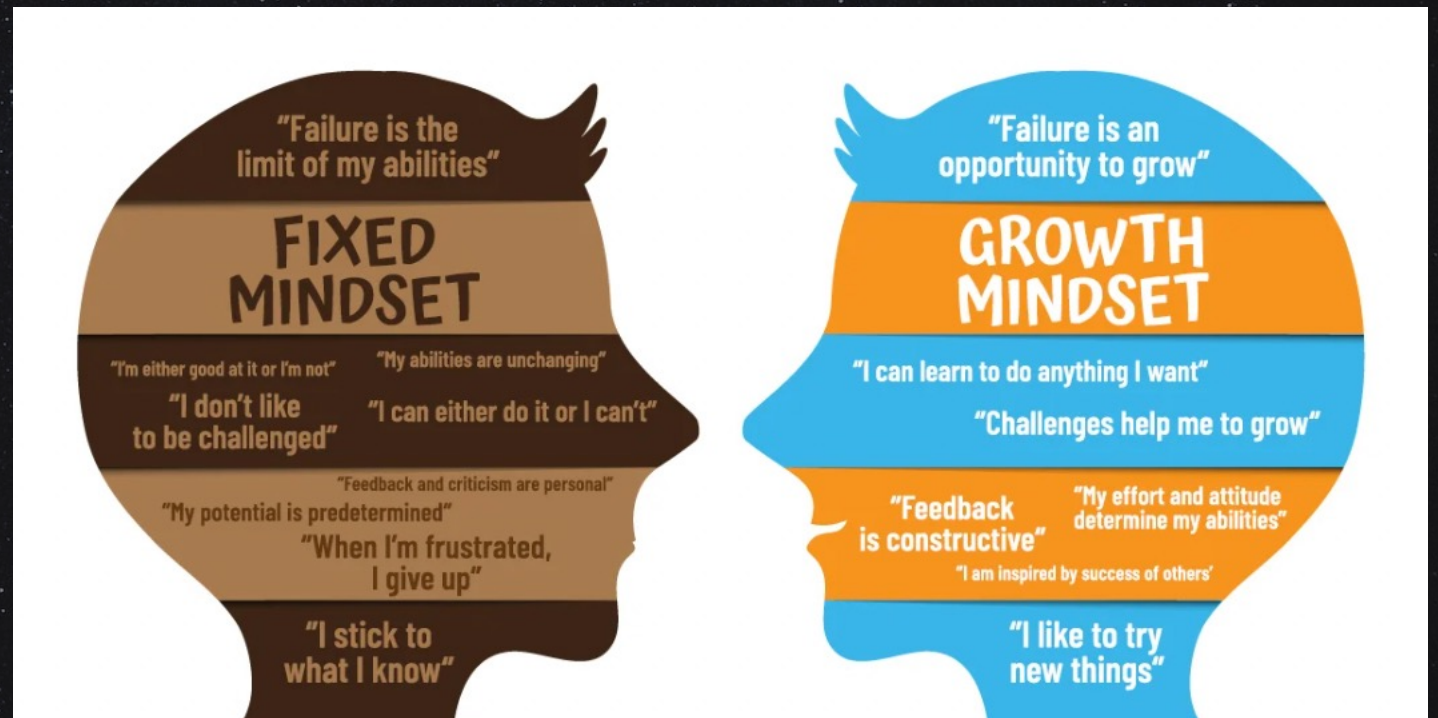 "Failure is the
limit of my abilities"
FIXED
MINDSET
"I'm either good at it or I'm not"
"My abilities are unchanging"
"I don't like
to be challenged"
"I can either do it or I can't"
"Feedback and criticism are personal"
"My potential is predetermined"
"When I'm frustrated,
I give up"
"I stick to
what I know"
"Failure is an
opportunity to grow"
GROWTH
MINDSET
"I can learn to do anything I want"
"Challenges help me to grow"
"Feedback
is constructive"
"My effort and attitude
determine my abilities"
"I am inspired by success of others'
"I like to try
new things"